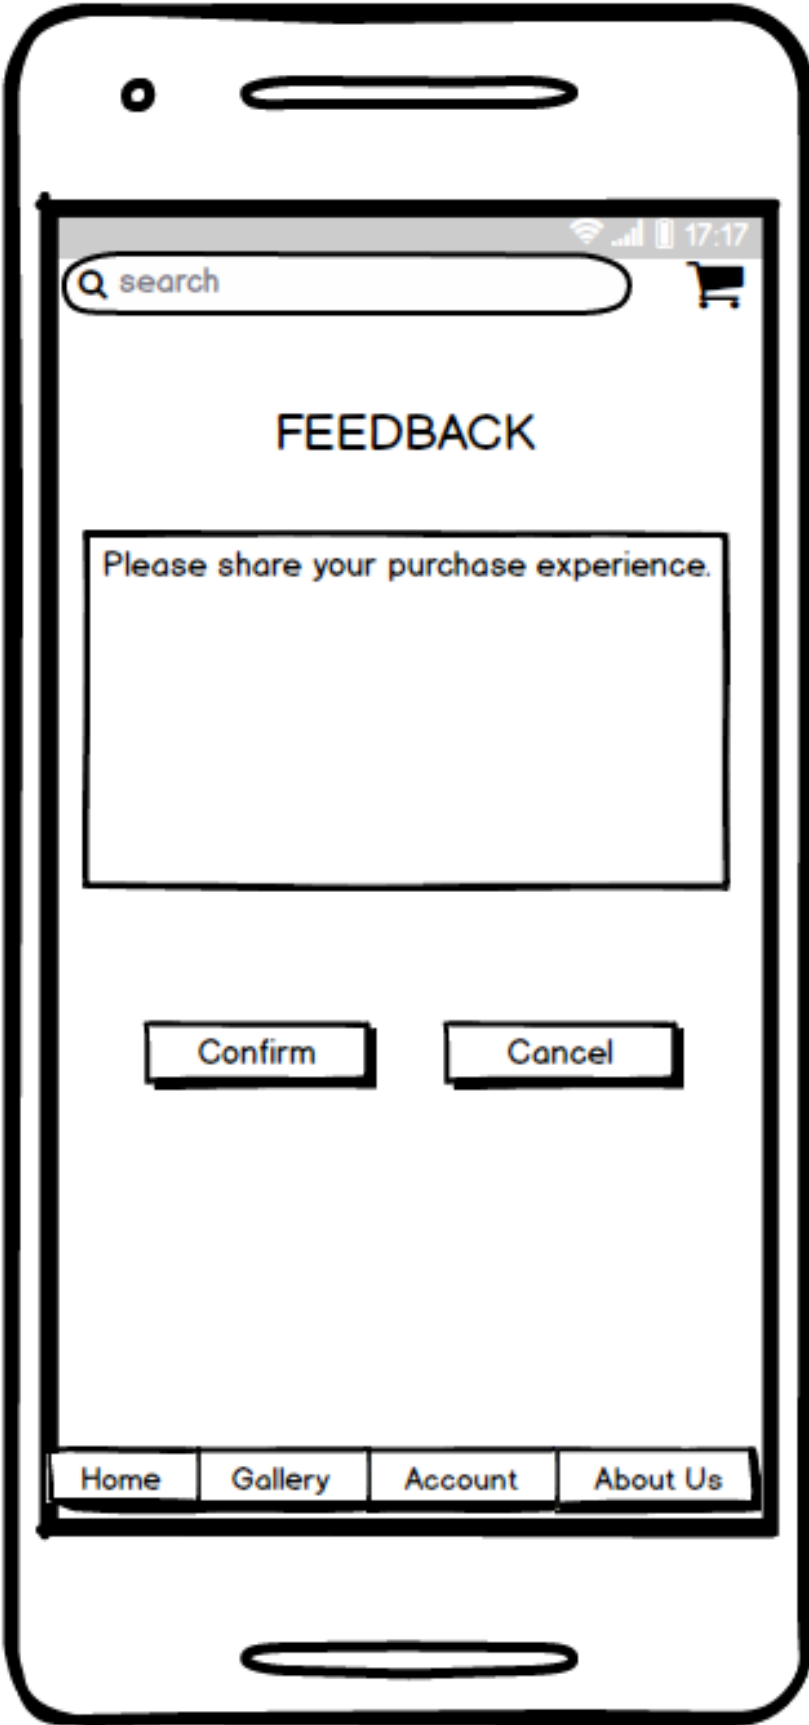 17:17
search
FEEDBACK
Please share your purchase experience.
Confirm Cancel
Home Gallery Account About Us